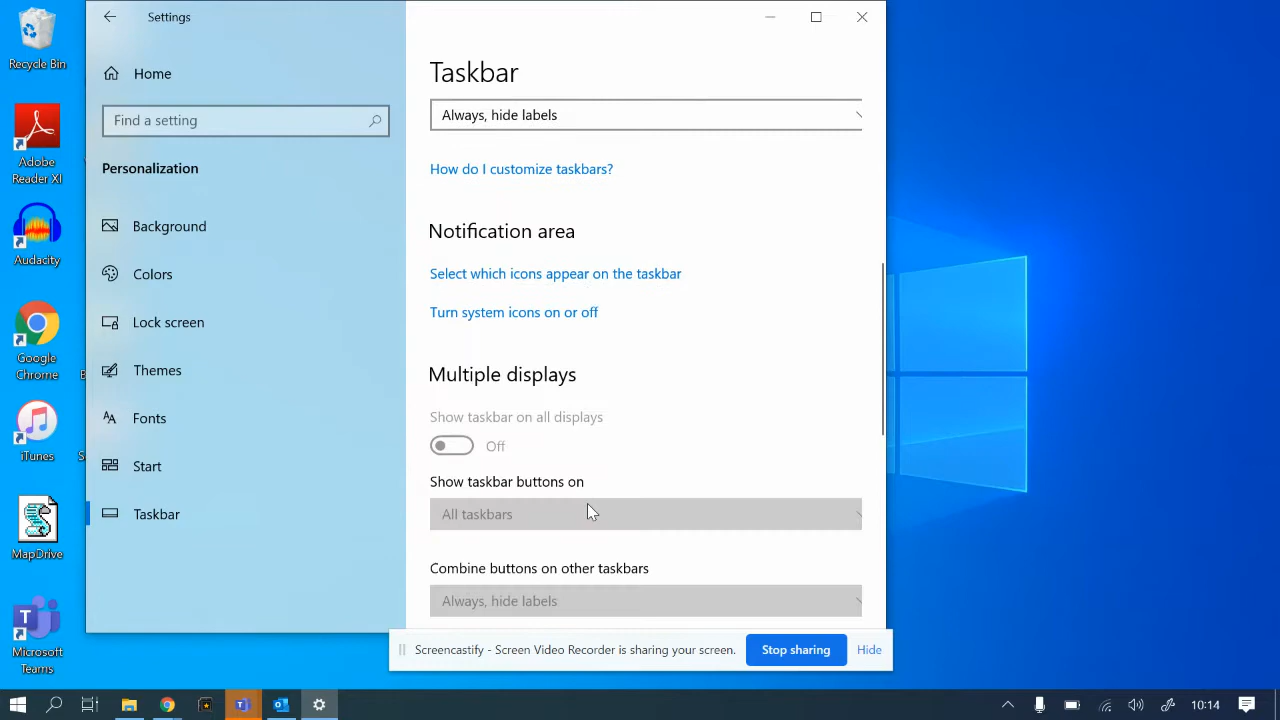 Settings
Home
Find a setting
Personalization
Background
Colors
Lock screen
Themes
Fonts
Start
Taskbar
Taskbar
Always, hide labels
How do I customize taskbars?
Notification area
Select which icons appear on the taskbar
Turn system icons on or off
Multiple displays
Show taskbar on all displays
Off
Show taskbar buttons on
All taskbars
Combine buttons on other taskbars
Always, hide labels
Screencastify - Screen Video Recorder is sharing your screen.
Stop sharing
Hide
Recycle Bin
Adobe
Reader XI
Audacity
Google
Chrome
iTunes
MapDrive
Microsoft
Teams
10:14